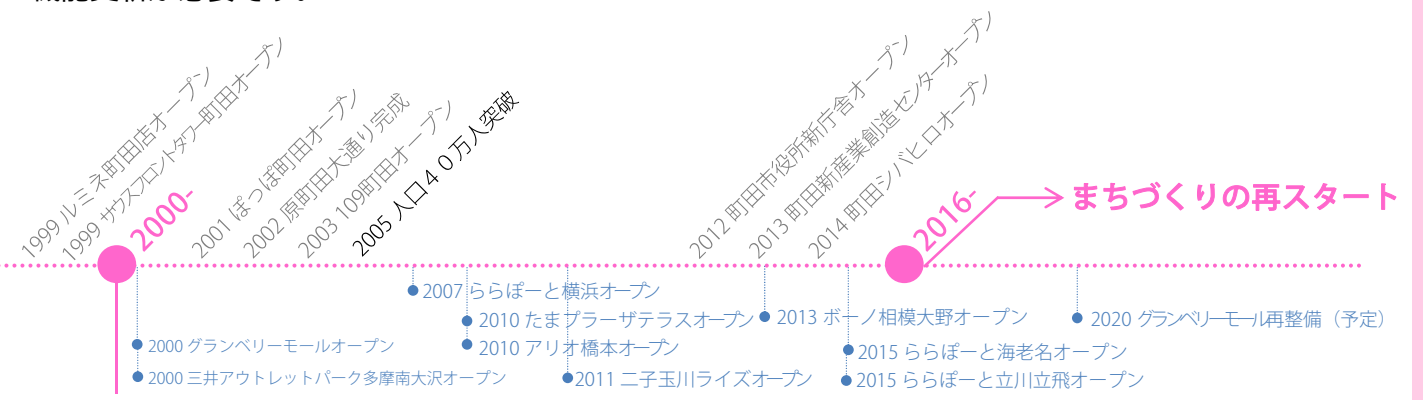 1999 ルミネ町田店オープン
1999 サウスフロントタワー町田オープン
2000-
2001 ぽっぽ町田オープン
2002 原町田大通り完成
2003 109町田オープン
2005 人口４０万人突破
2012 町田市役所新庁舎オープン
2013 町田新産業創造センターオープン
2014 町田シバヒロオープン
2016-
まちづくりの再スタート
2007 ららぽーと横浜オープン
2010 たまプラーザテラスオープン
2013 ボーノ相模大野オープン
2020 グランベリーモール再整備（予定）
2000 グランベリーモールオープン
2010 アリオ橋本オープン
2015 ららぽーと海老名オープン
2000 三井アウトレットパーク多摩南大沢オープン
2011 二子玉川ライズオープン
2015 ららぽーと立川立飛オープン